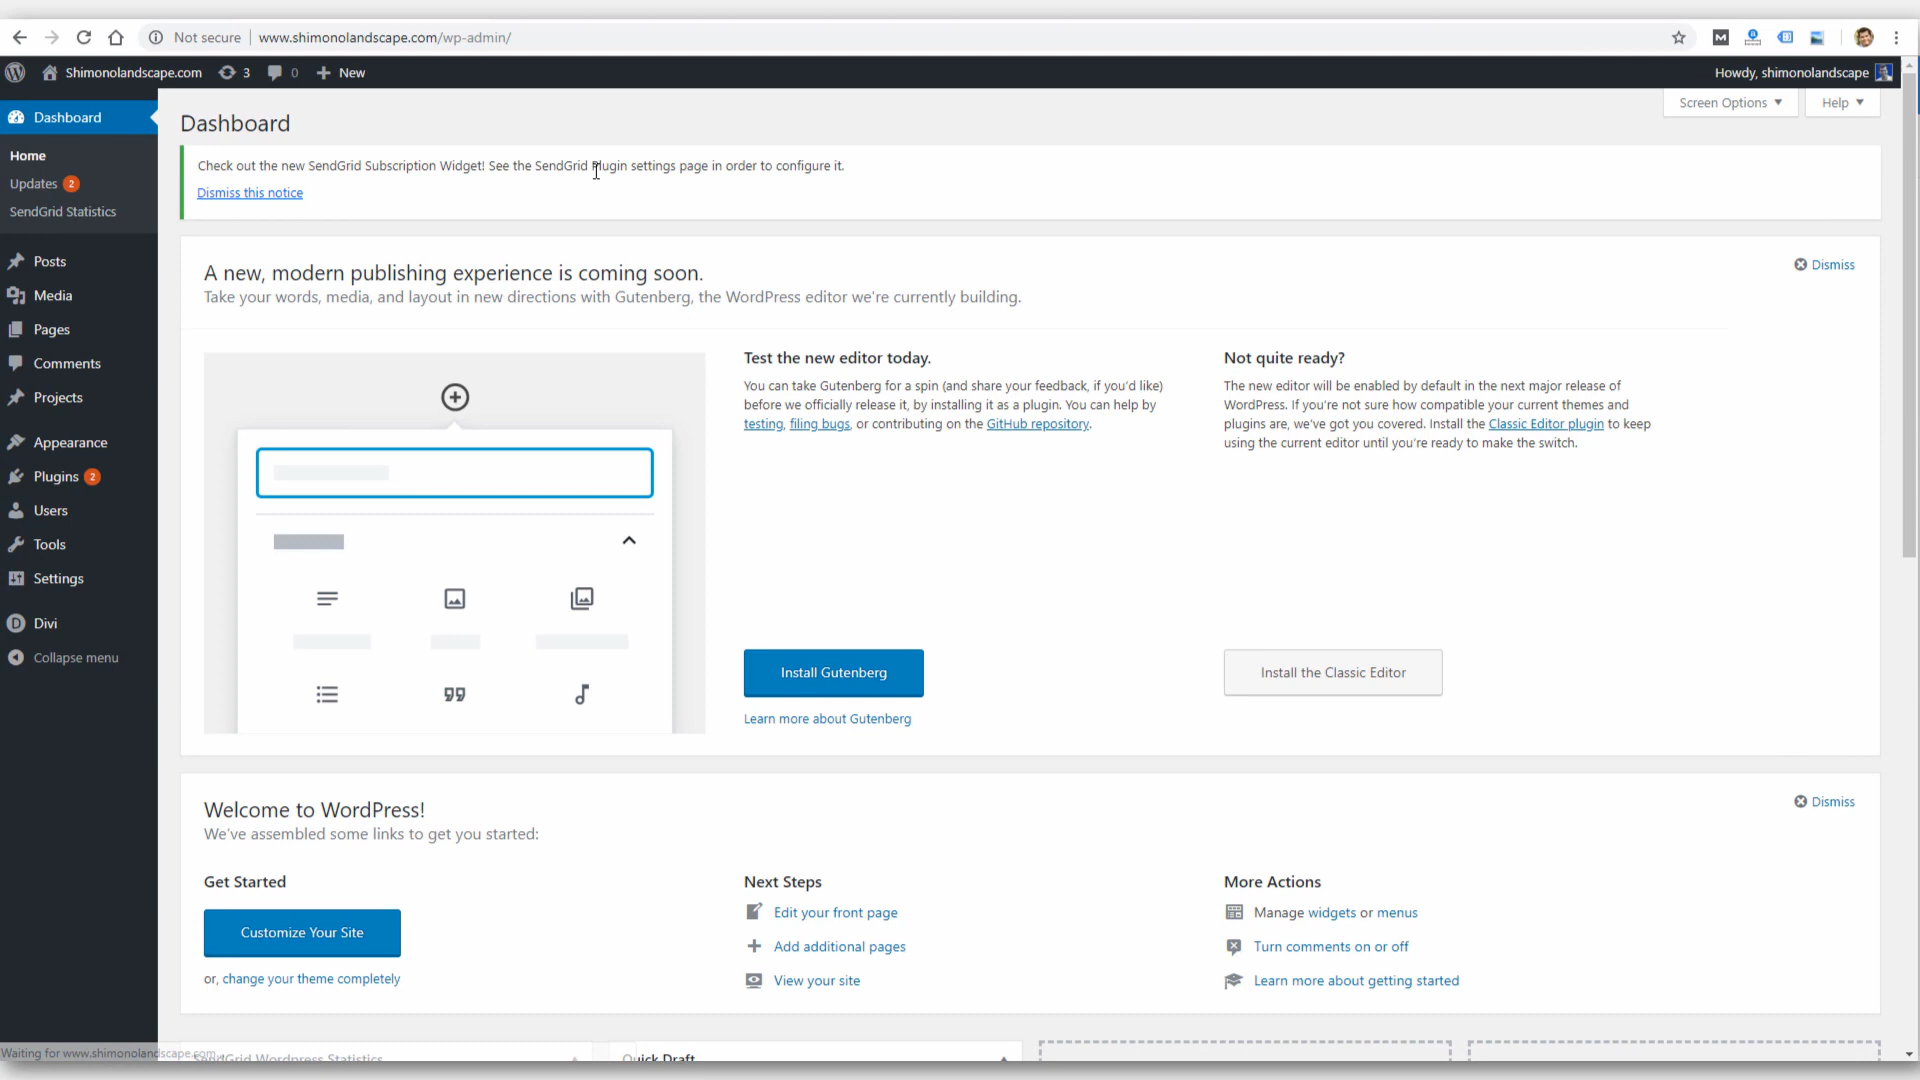 Not secure
www.shimonolandscape.com/wp-admin/
Shimonolandscape.com
3
0
New
Howdy, shimonolandscape
Dashboard
Home
Updates 2
SendGrid Statistics
Posts
Media
Pages
Comments
Projects
Appearance
Plugins 2
Users
Tools
Settings
Divi
Collapse menu
Screen Options
Help
Dashboard
Check out the new SendGrid Subscription Widget! See the SendGrid Plugin settings page in order to configure it.
Dismiss this notice
A new, modern publishing experience is coming soon.
Dismiss
Take your words, media, and layout in new directions with Gutenberg, the WordPress editor we're currently building.
Test the new editor today.
You can take Gutenberg for a spin (and share your feedback, if you'd like)
before we officially release it, by installing it as a plugin. You can help by
testing, filing bugs, or contributing on the GitHub repository.
Install Gutenberg
Learn more about Gutenberg
Not quite ready?
The new editor will be enabled by default in the next major release of
WordPress. If you're not sure how compatible your current themes and
plugins are, we've got you covered. Install the Classic Editor plugin to keep
using the current editor until you're ready to make the switch.
Install the Classic Editor
Welcome to WordPress!
Dismiss
We've assembled some links to get you started:
Get Started
Customize Your Site
or, change your theme completely
Next Steps
Edit your front page
Add additional pages
View your site
More Actions
Manage widgets or menus
Turn comments on or off
Learn more about getting started
Waiting for www.shimonolandscape.com...
SendGrid Wordpress Statistics
Quick Draft